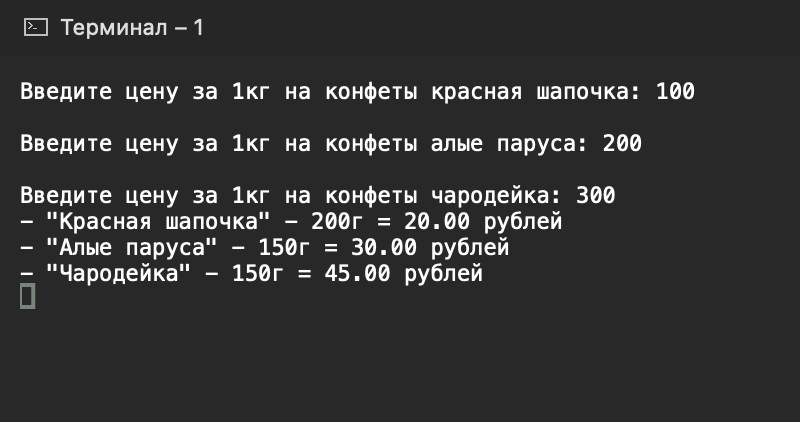 Терминал – 1
Введите цену за 1кг на конфеты красная шапочка: 100
Введите цену за 1кг на конфеты алые паруса: 200
Введите цену за 1кг на конфеты чародейка: 300
– "Красная шапочка" – 200г = 20.00 рублей
– "Алые паруса" – 150г = 30.00 рублей
– "Чародейка" – 150г = 45.00 рублей